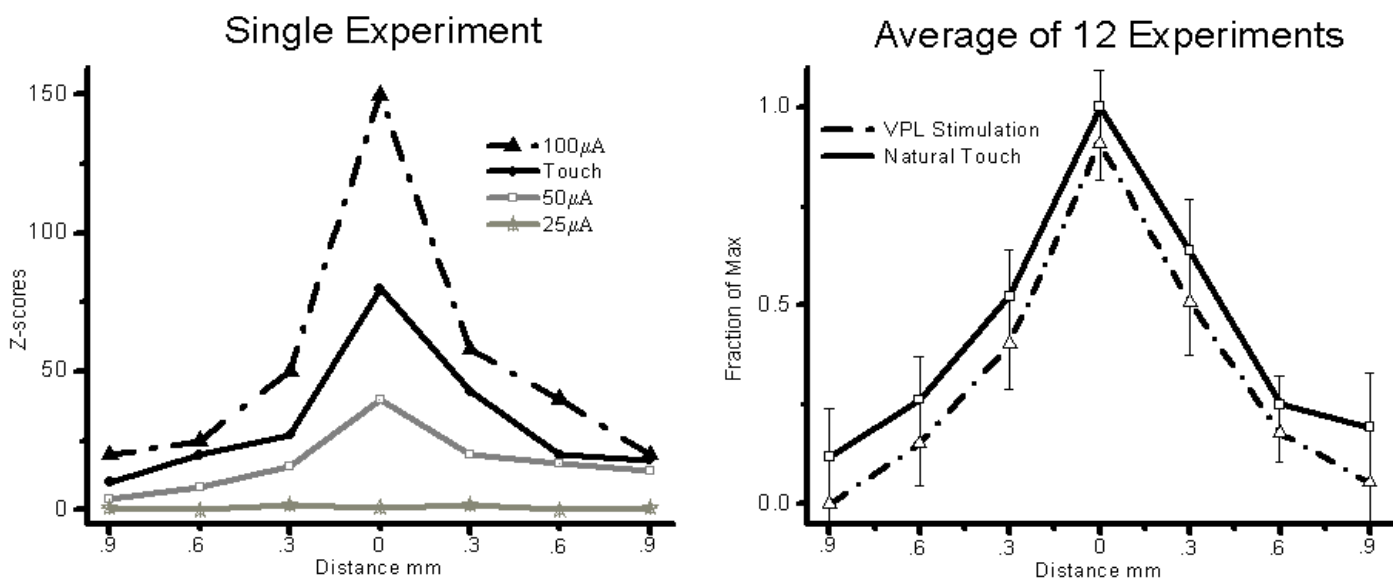 Single Experiment
150
100
50
0
Z-scores
100µA
Touch
50µA
25µA
.9 .6 .3 0 .3 .6 .9
Distance mm
Average of 12 Experiments
1.0
0.5
0.0
Fraction of Max
VPL Stimulation
Natural Touch
.9 .6 .3 0 .3 .6 .9
Distance mm